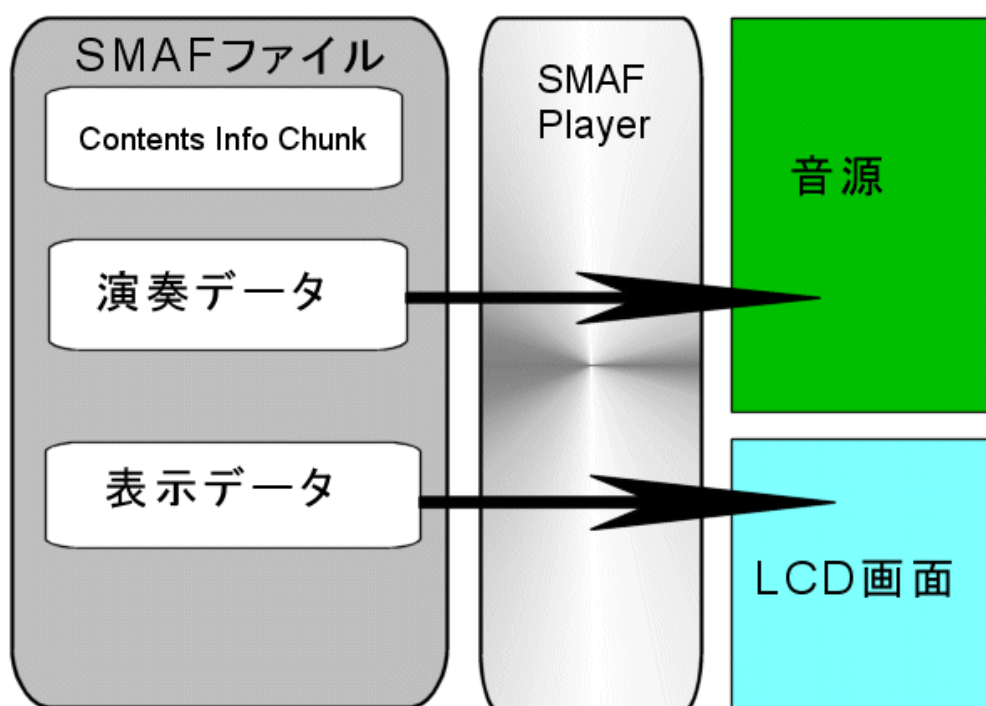 SMAFファイル
Contents Info Chunk
演奏データ
表示データ
SMAF
Player
音源
LCD画面